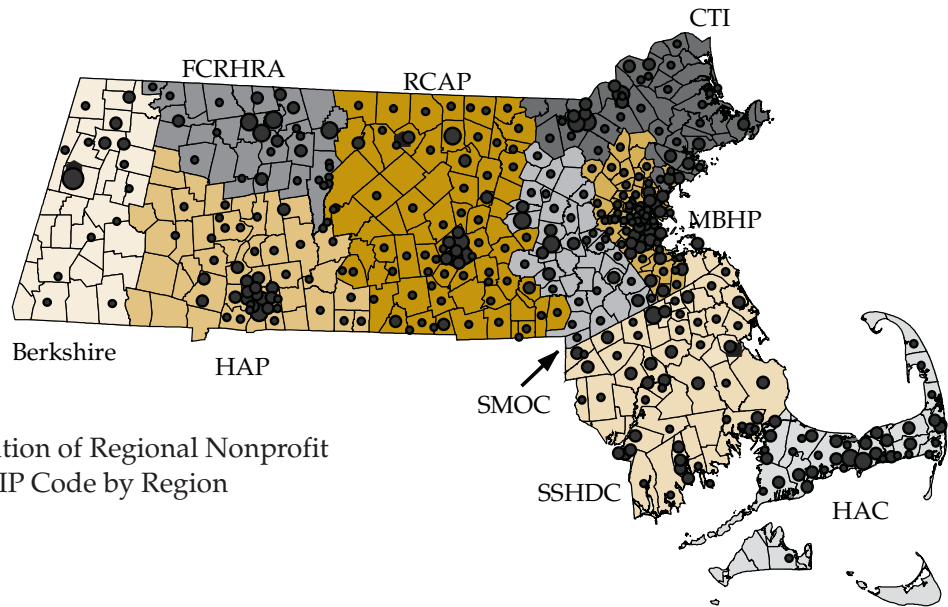 CTI
FCRHRA
RCAP
MBHP
Berkshire
HAP
SMOC
tion of Regional Nonprofit
IP Code by Region
SSHDC
HAC